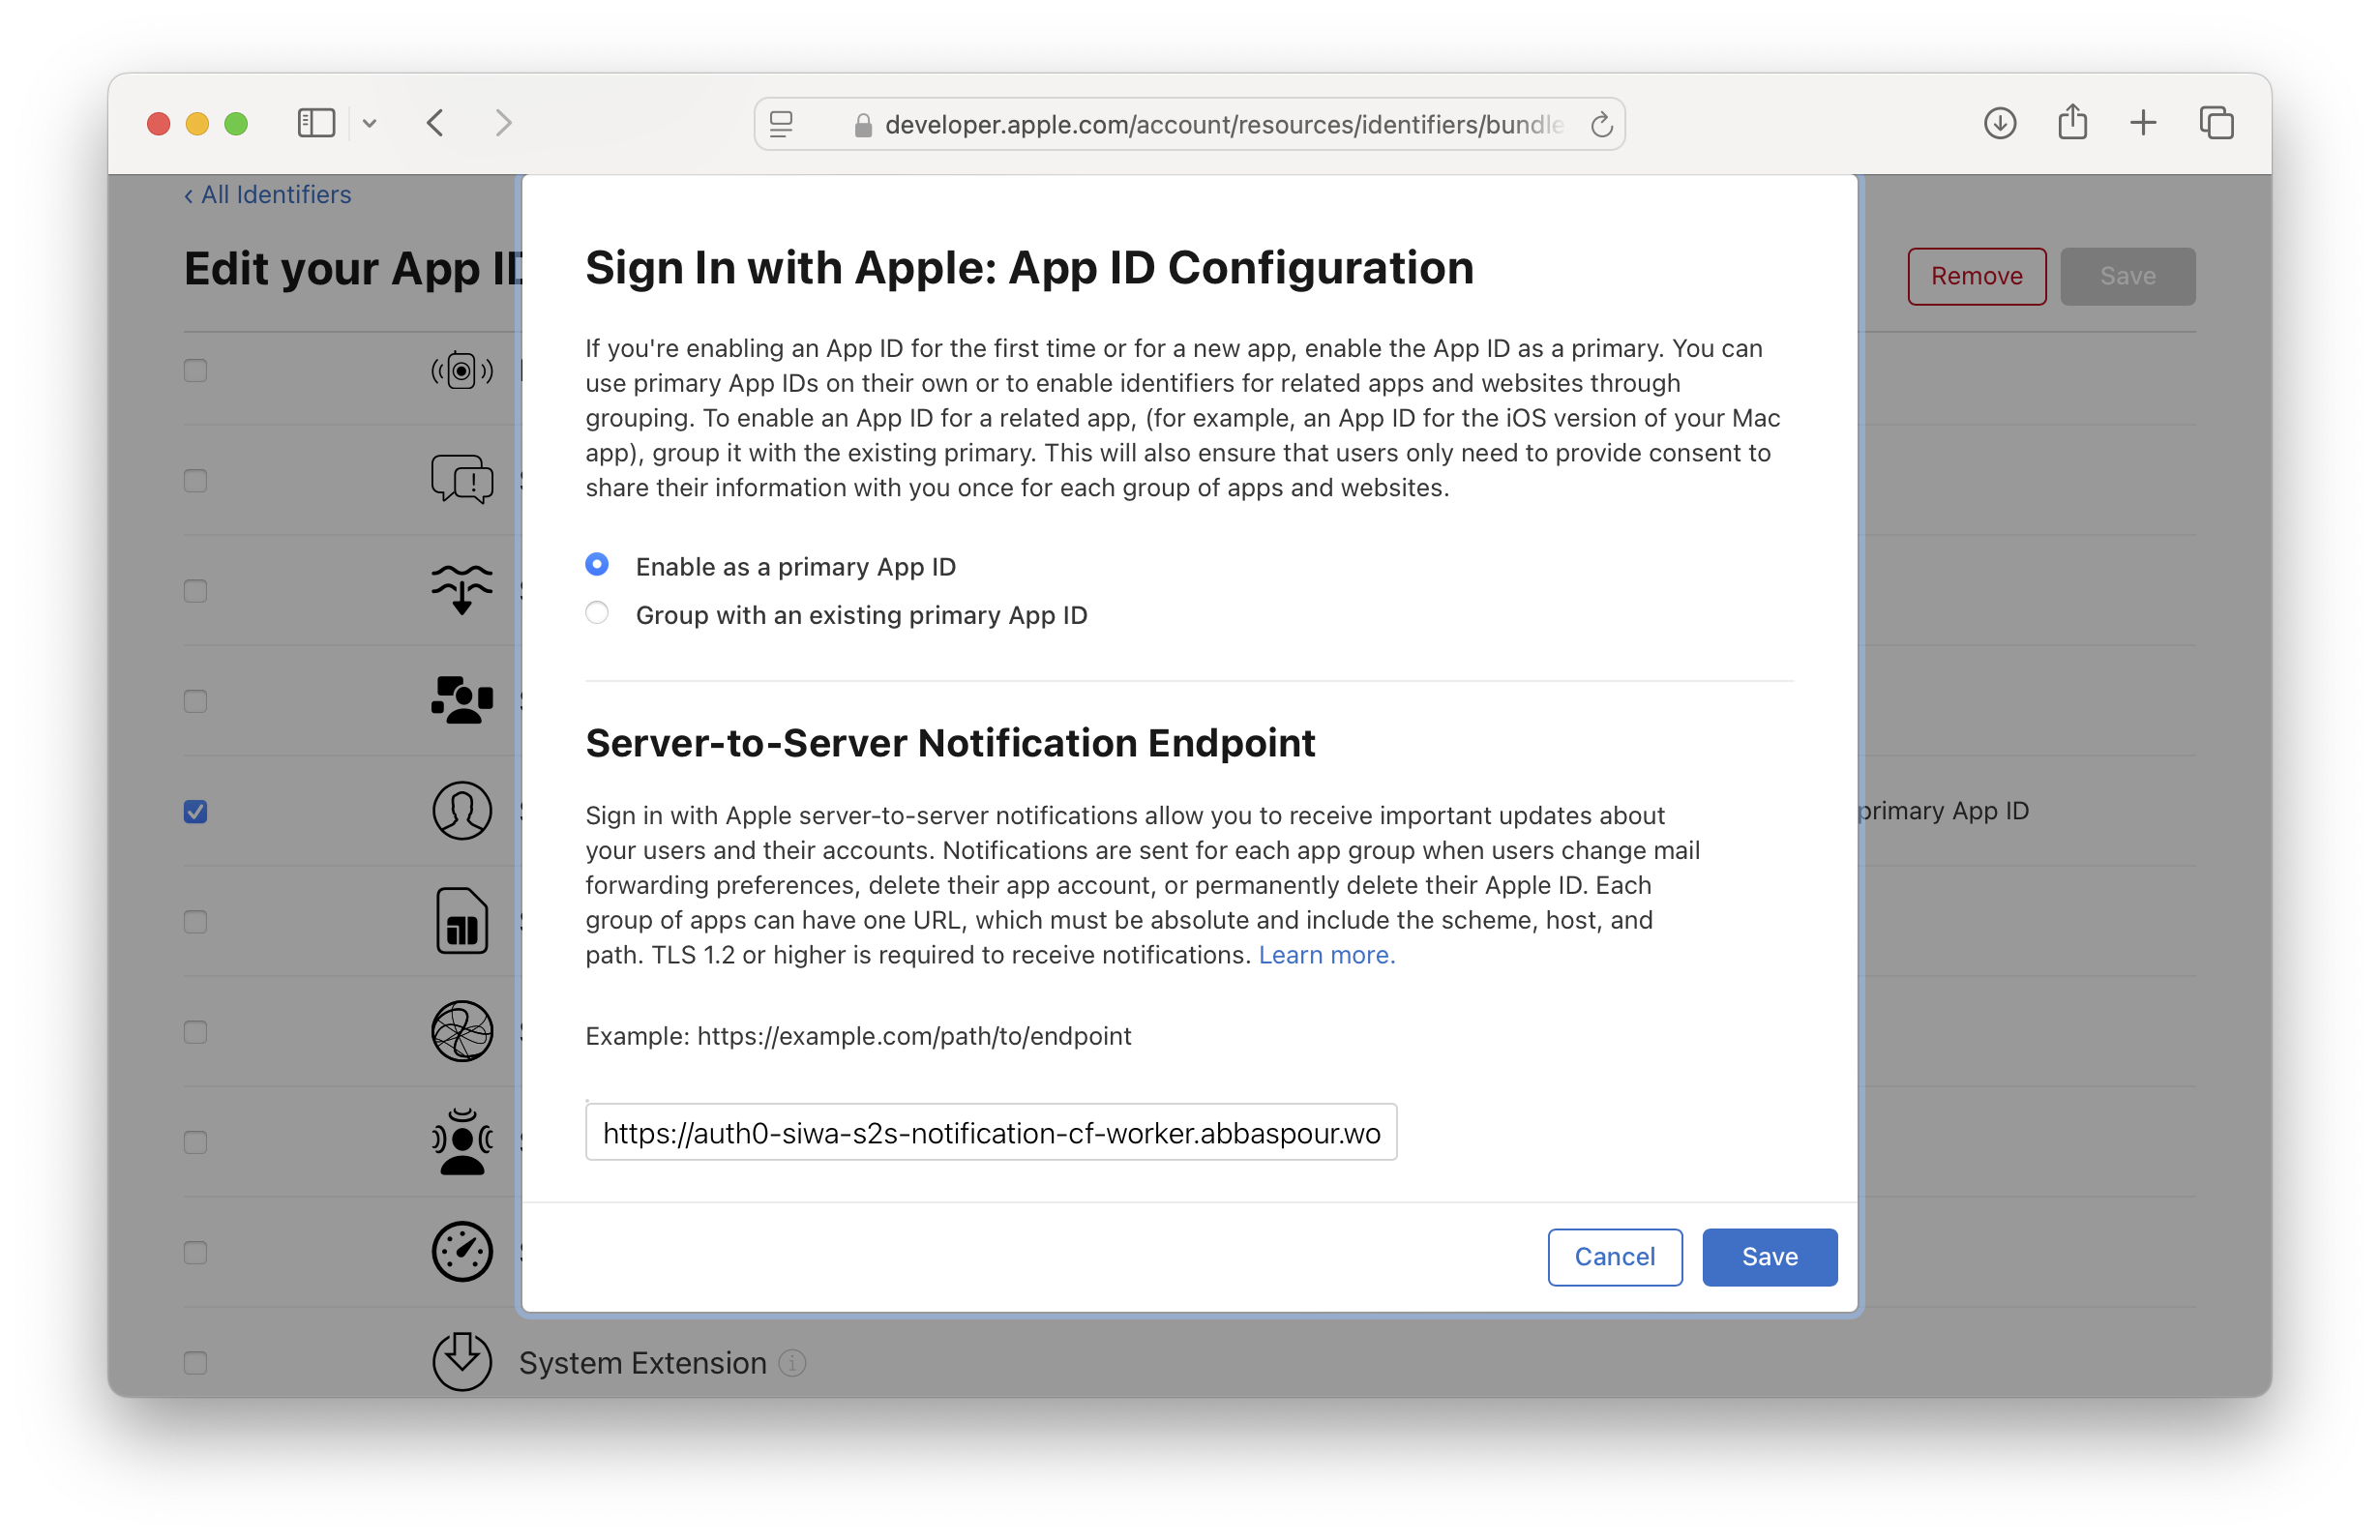 developer.apple.com/account/resources/identifiers/bundle
‹ All Identifiers
Edit your App ID
Remove
Save
Sign In with Apple: App ID Configuration
If you're enabling an App ID for the first time or for a new app, enable the App ID as a primary. You can
use primary App IDs on their own or to enable identifiers for related apps and websites through
grouping. To enable an App ID for a related app, (for example, an App ID for the iOS version of your Mac
app), group it with the existing primary. This will also ensure that users only need to provide consent to
share their information with you once for each group of apps and websites.
Enable as a primary App ID
Group with an existing primary App ID
Server-to-Server Notification Endpoint
Sign in with Apple server-to-server notifications allow you to receive important updates about
your users and their accounts. Notifications are sent for each app group when users change mail
forwarding preferences, delete their app account, or permanently delete their Apple ID. Each
group of apps can have one URL, which must be absolute and include the scheme, host, and
path. TLS 1.2 or higher is required to receive notifications. Learn more.
primary App ID
Example: https://example.com/path/to/endpoint
https://auth0-siwa-s2s-notification-cf-worker.abbaspour.wo
Cancel
Save
System Extension